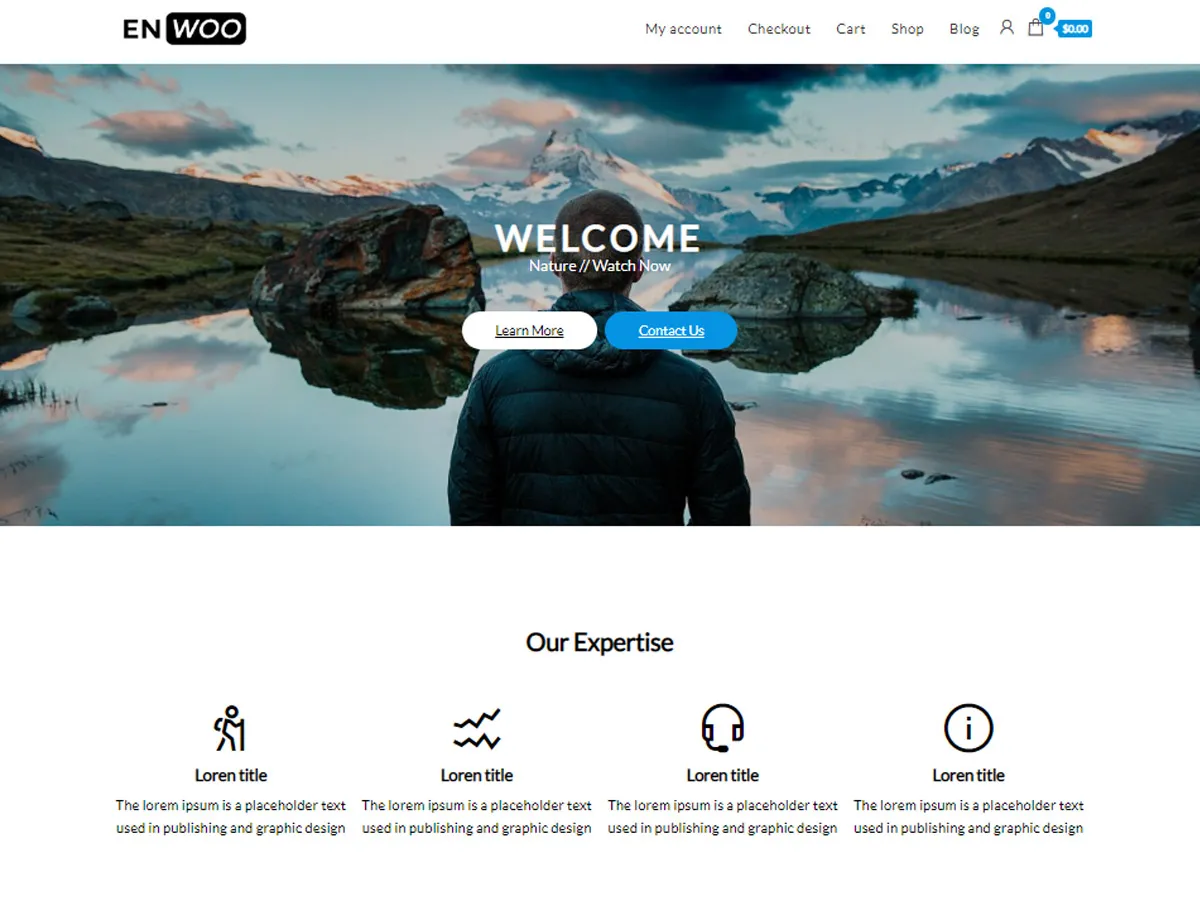 EN WOO
My account Checkout Cart Shop Blog 0 $0.00
WELCOME
Nature // Watch Now
Learn More Contact Us
Our Expertise
Loren title Loren title Loren title Loren title
The lorem ipsum is a placeholder text The lorem ipsum is a placeholder text The lorem ipsum is a placeholder text The lorem ipsum is a placeholder text
used in publishing and graphic design used in publishing and graphic design used in publishing and graphic design used in publishing and graphic design